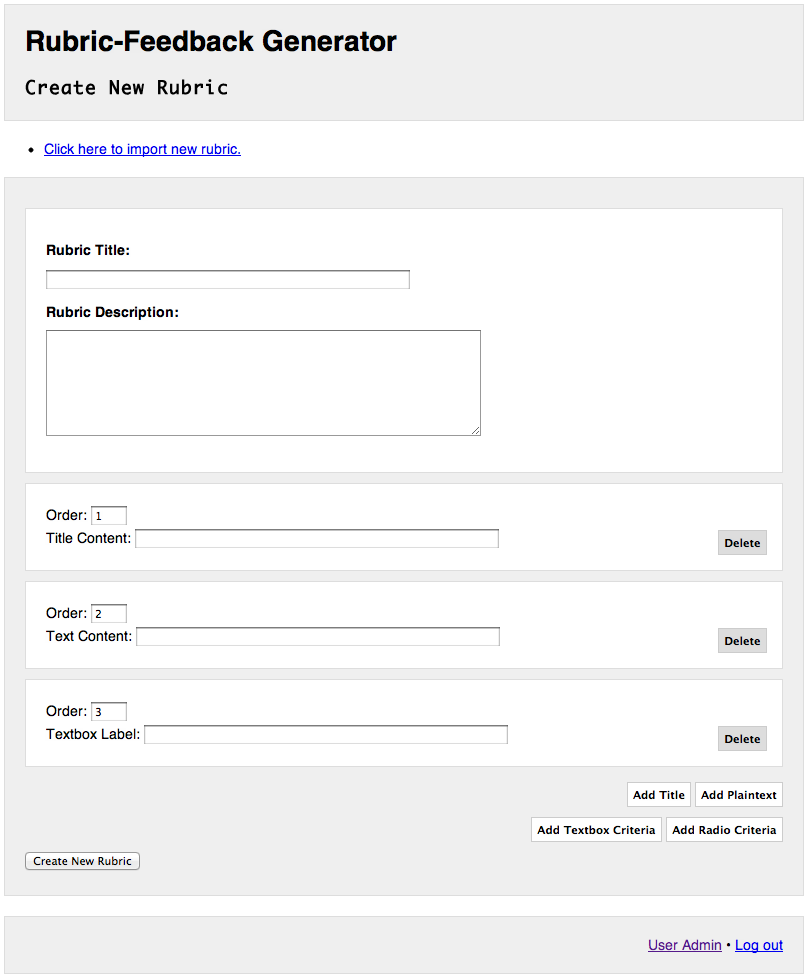 Rubric-Feedback Generator
Create New Rubric
• Click here to import new rubric.
Rubric Title:
Rubric Description:
Order: 1
Title Content:
Delete
Order: 2
Text Content:
Delete
Order: 3
Textbox Label:
Delete
Add Title Add Plaintext
Add Textbox Criteria Add Radio Criteria
Create New Rubric
User Admin • Log out